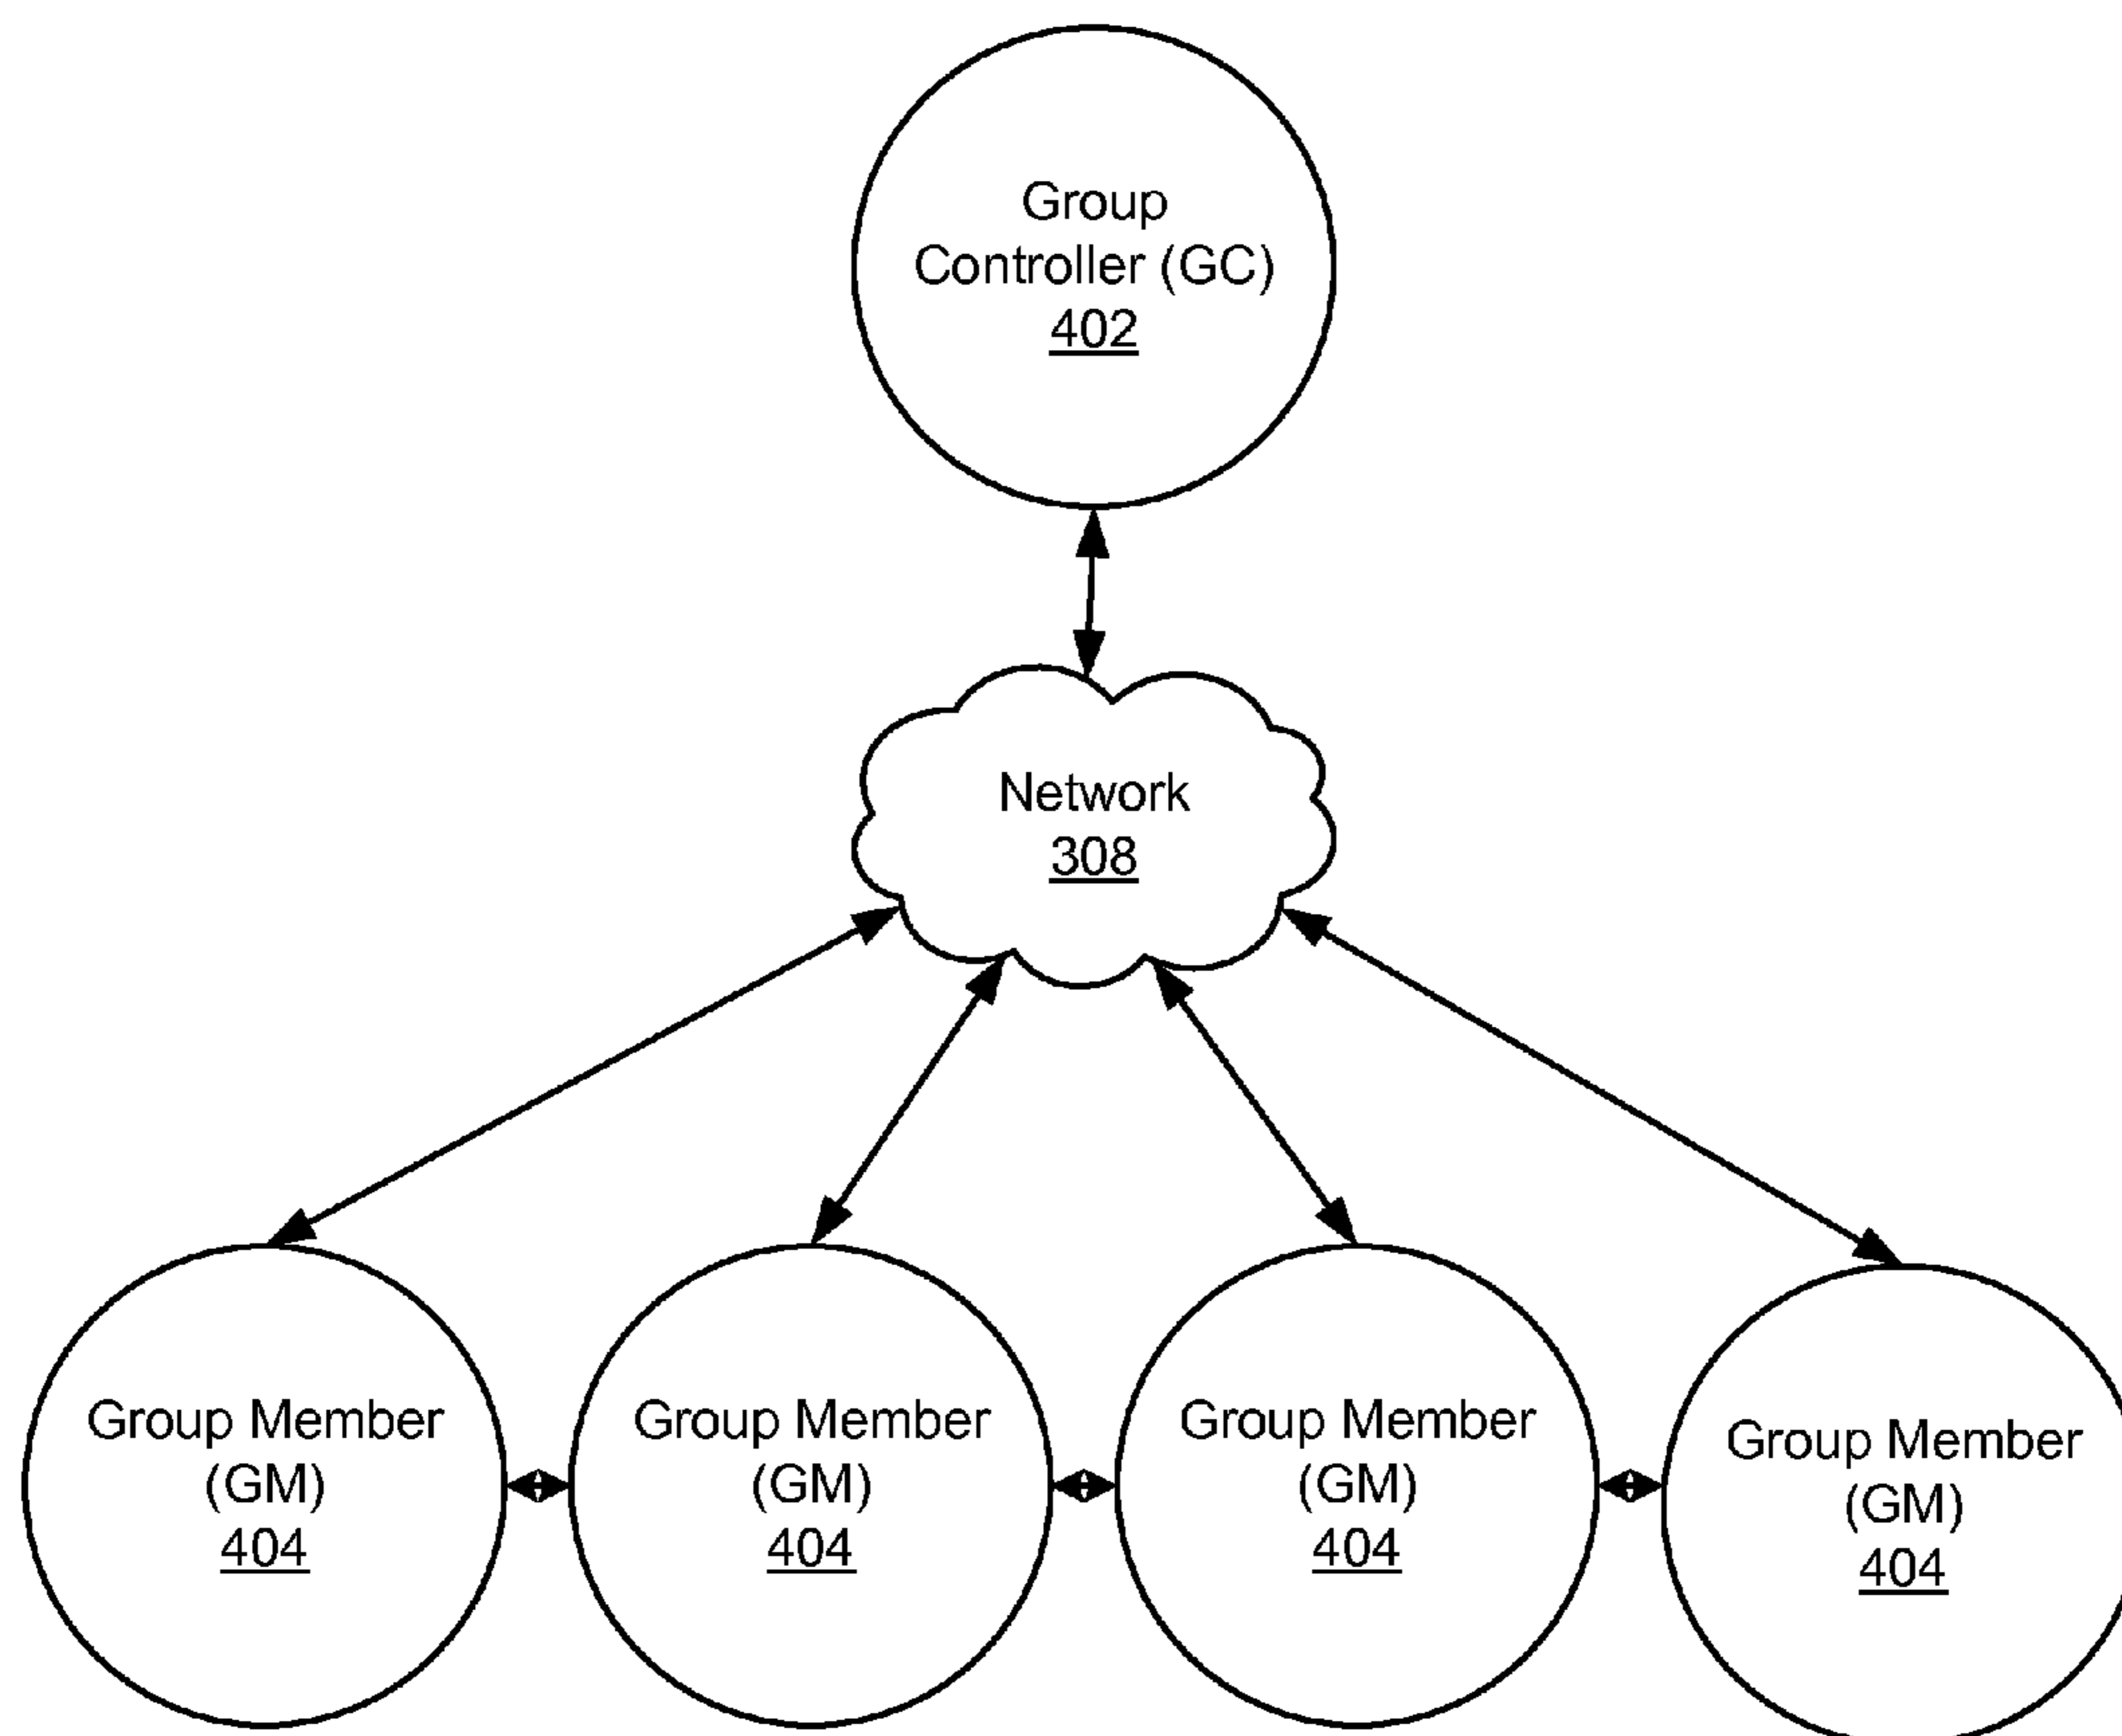 Group
Controller (GC)
402
Network
308
Group Member
(GM)
404
Group Member
(GM)
404
Group Member
(GM)
404
Group Member
(GM)
404